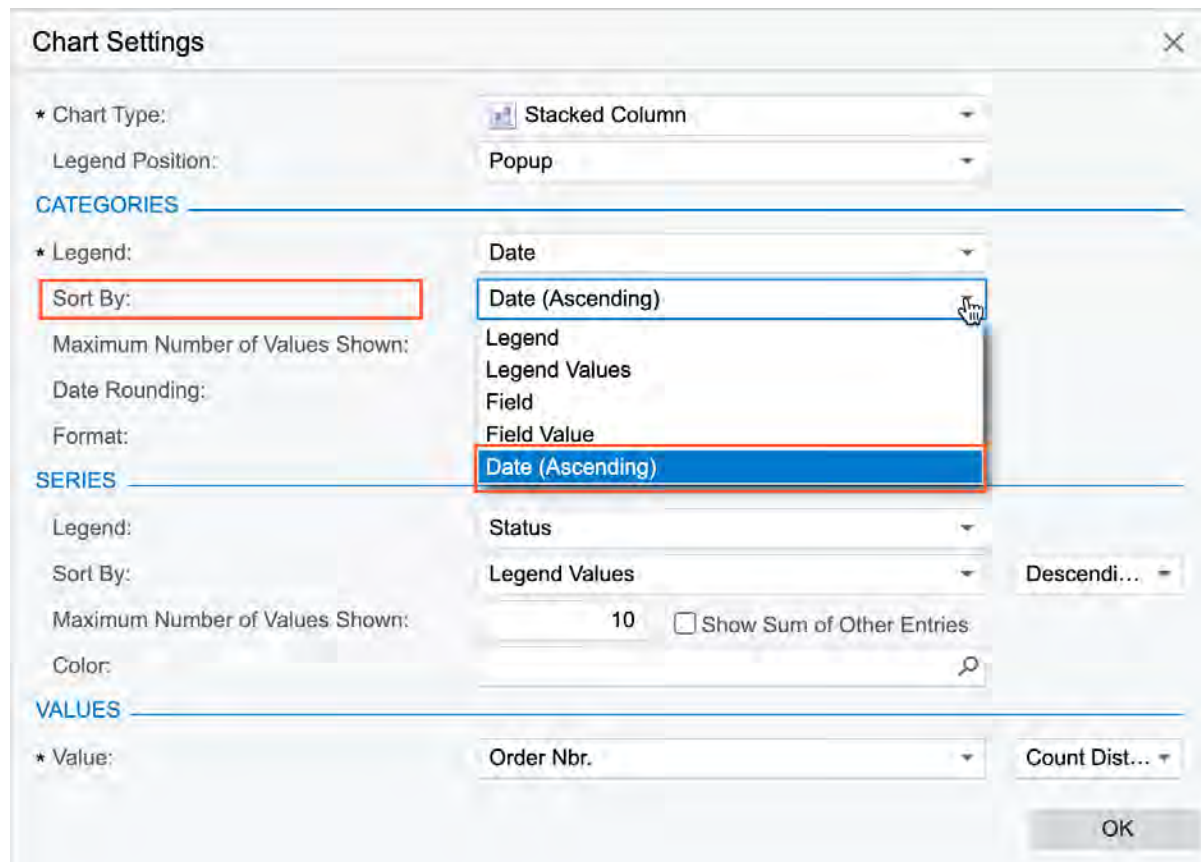 Chart Settings
* Chart Type: Stacked Column
Legend Position: Popup
CATEGORIES
* Legend: Date
Sort By: Date (Ascending)
Legend
Maximum Number of Values Shown:
Legend Values
Date Rounding:
Field
Format:
Field Value
Date (Ascending)
SERIES
Legend: Status
Sort By: Legend Values Descendi...
Maximum Number of Values Shown: 10 Show Sum of Other Entries
Color:
VALUES
* Value: Order Nbr. Count Dist...
OK